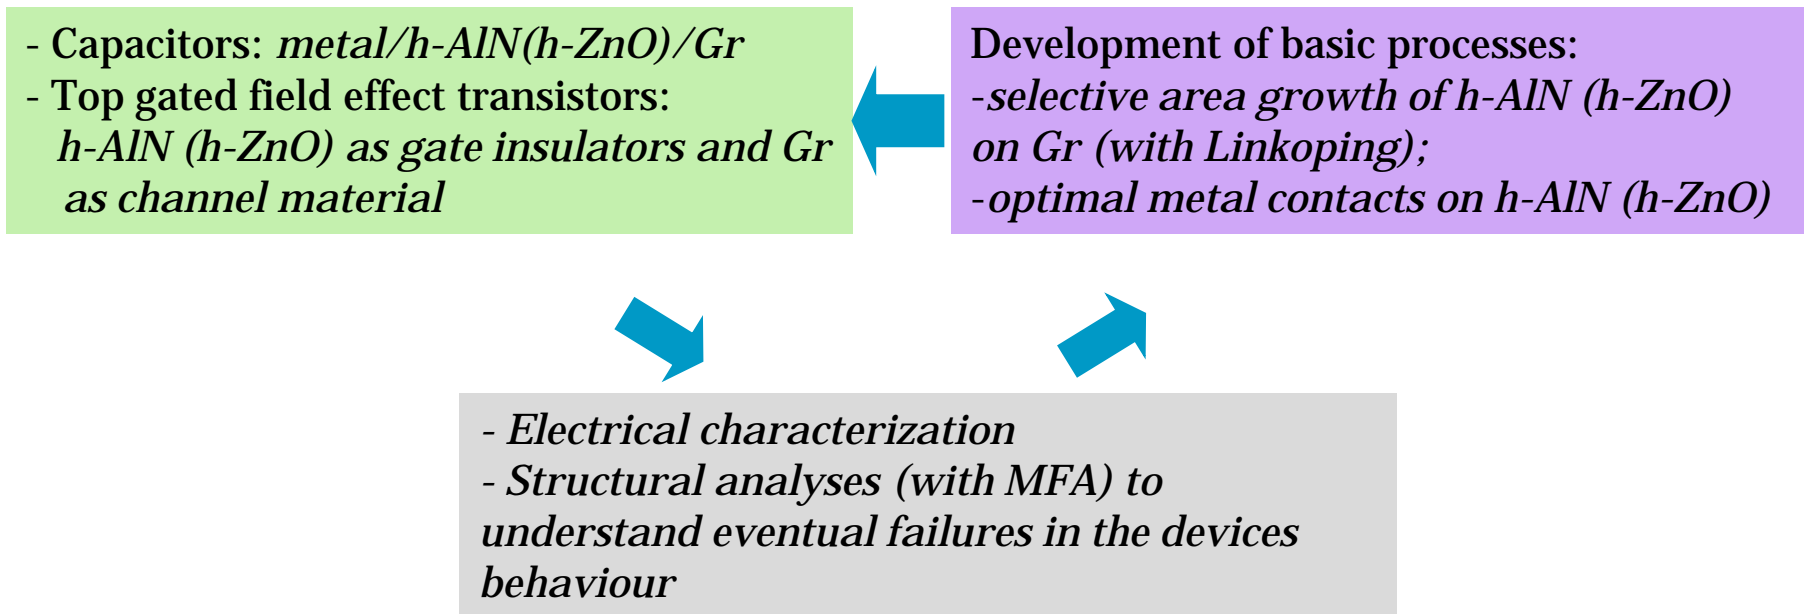 - Capacitors: metal/h-AlN(h-ZnO)/Gr
- Top gated field effect transistors:
h-AlN (h-ZnO) as gate insulators and Gr
as channel material
Development of basic processes:
-selective area growth of h-AlN (h-ZnO)
on Gr (with Linkoping);
-optimal metal contacts on h-AlN (h-ZnO)
- Electrical characterization
- Structural analyses (with MFA) to
understand eventual failures in the devices
behaviour